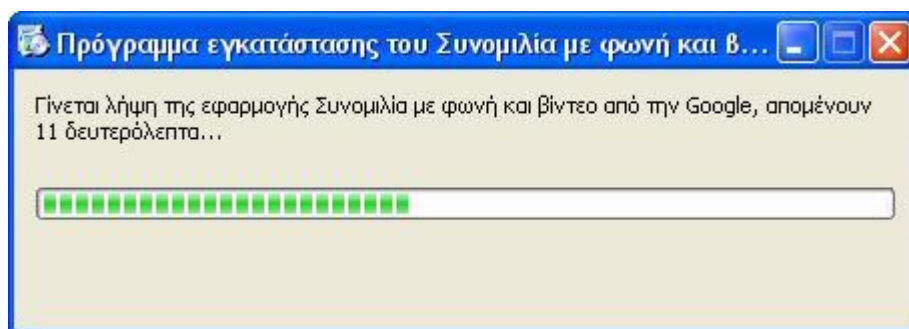 Πρόγραμμα εγκατάστασης του Συνομιλία με φωνή και β...
Γίνεται λήψη της εφαρμογής Συνομιλία με φωνή και βίντεο από την Google, απομένουν
11 δευτερόλεπτα...